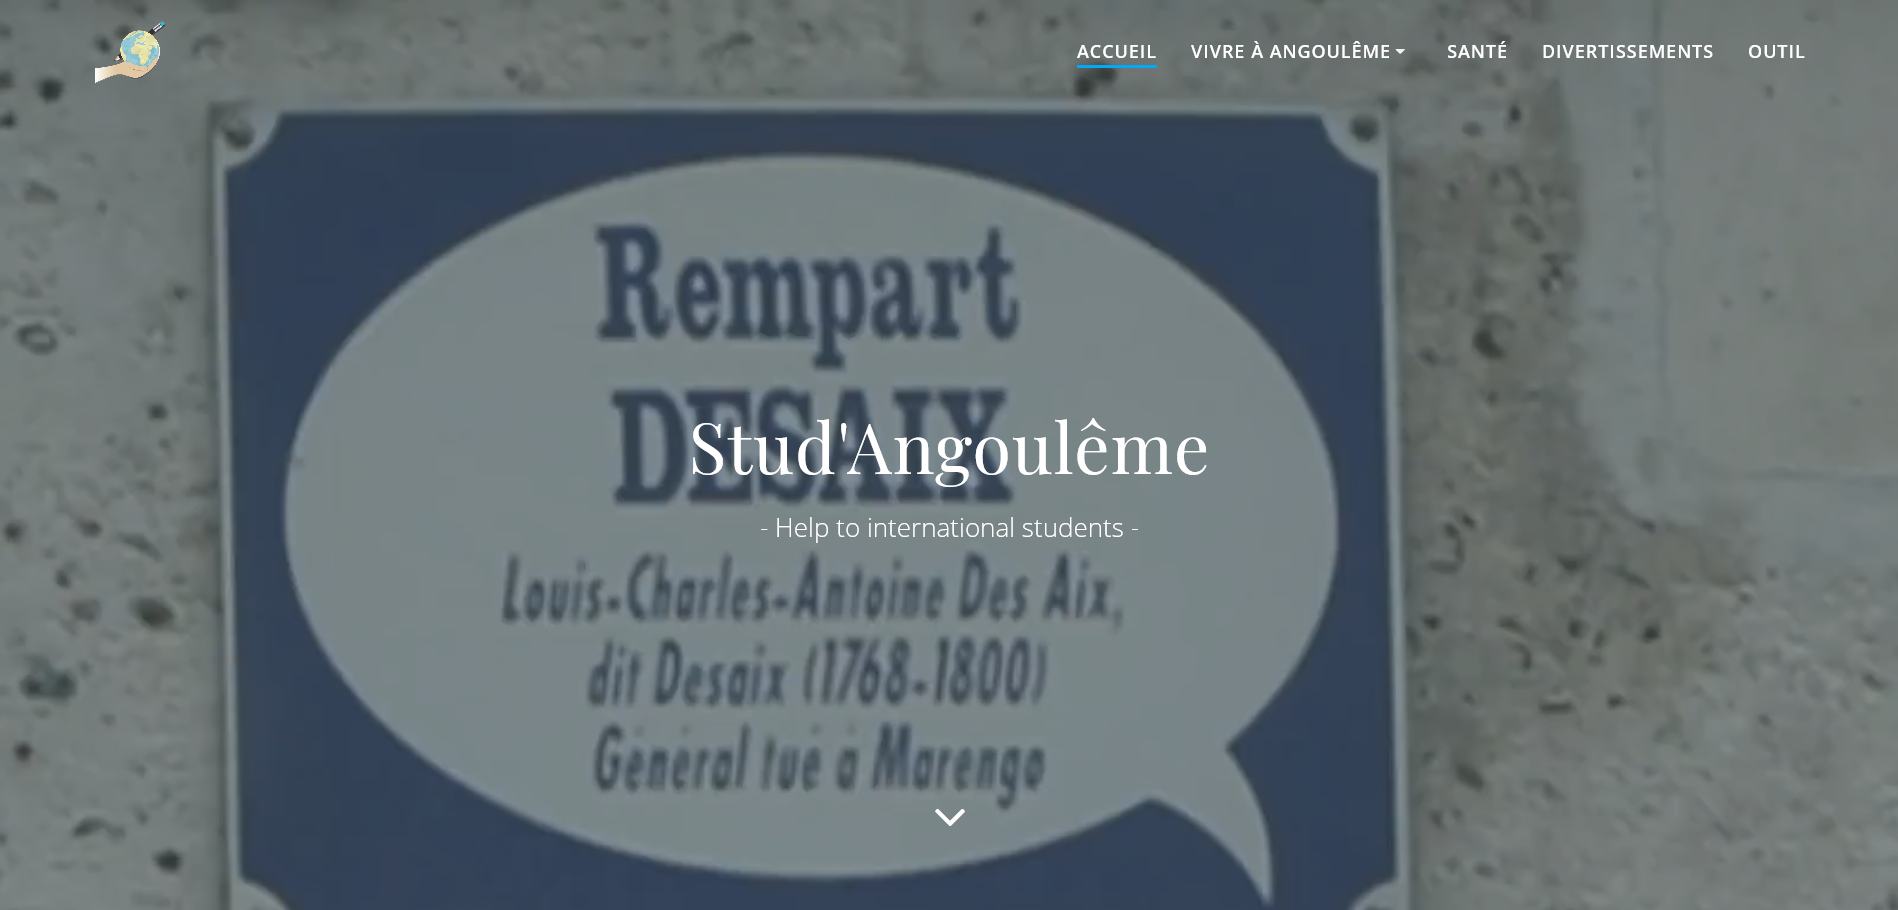 ACCUEIL
VIVRE À ANGOULÊME
SANTÉ
DIVERTISSEMENTS
OUTIL
Rempart
DESAIX
Stud'Angoulême
- Help to international students -
Louis-Charles-Antoine Des Aix,
dit Desaix (1768-1800)
Général tué à Marengo